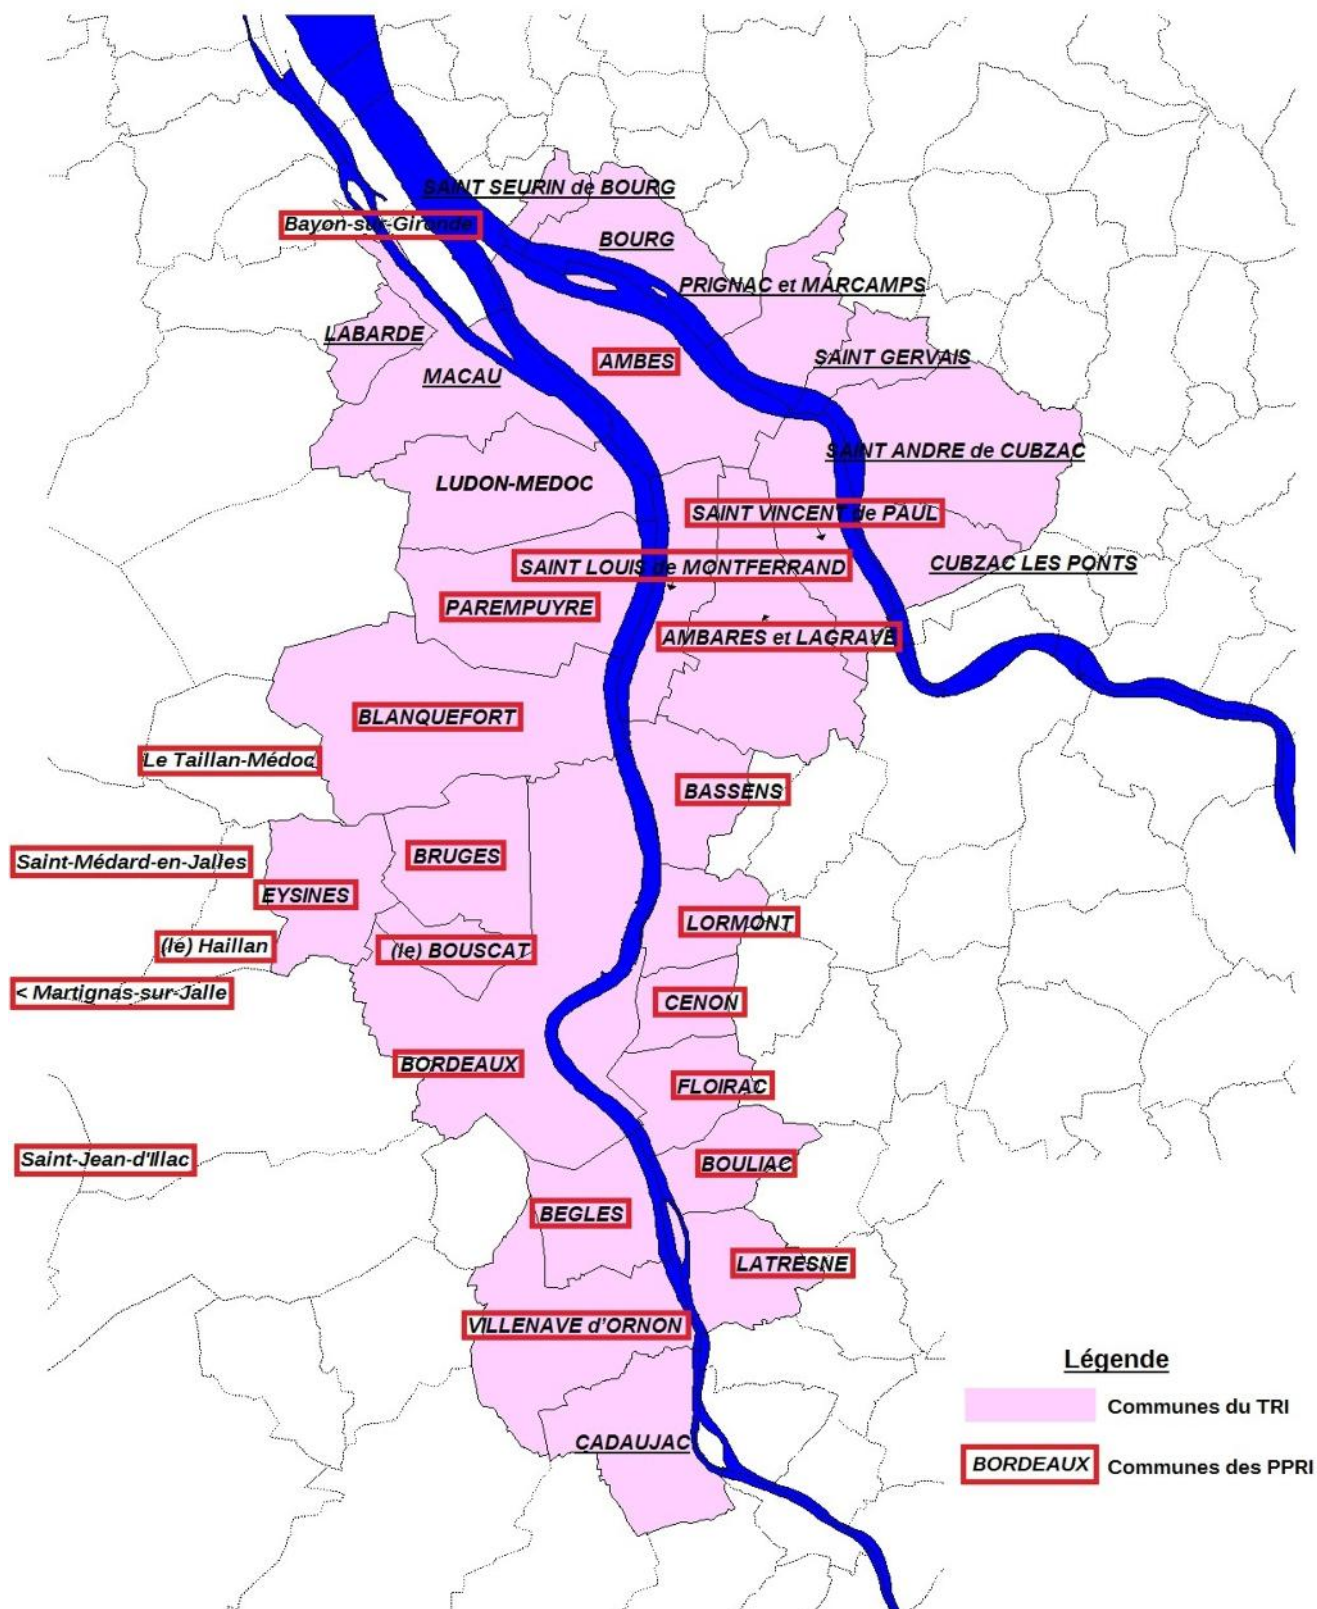 SAINT SEURIN de BOURG
Bayon-sur-Gironde
BOURG
PRIGNAC et MARCAMPS
LABARDE
SAINT GERVAIS
AMBES
MACAU
SAINT ANDRE de CUBZAC
LUDON-MEDOC
SAINT VINCENT de PAUL
SAINT LOUIS de MONTFERRAND
CUBZAC LES PONTS
PAREMPUYRE
AMBARES et LAGRAVE
BLANQUEFORT
Le Taillan-Médoc
BASSENS
BRUGES
Saint-Médard-en-Jalles
EYSINES
LORMONT
(le) Haillan
(le) BOUSCAT
< Martignas-sur-Jalle
CENON
BORDEAUX
FLOIRAC
Saint-Jean-d'Illac
BOULIAC
BEGLES
LATRESNE
VILLENAVE d'ORNON
CADAUJAC
Légende
Communes du TRI
BORDEAUX Communes des PPRI